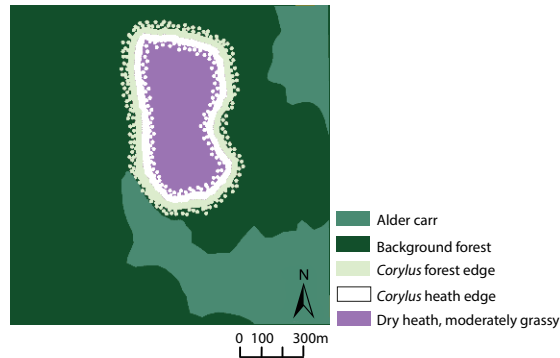 Alder carr
Background forest
Corylus forest edge
N
Corylus heath edge
Dry heath, moderately grassy
0 100 300m